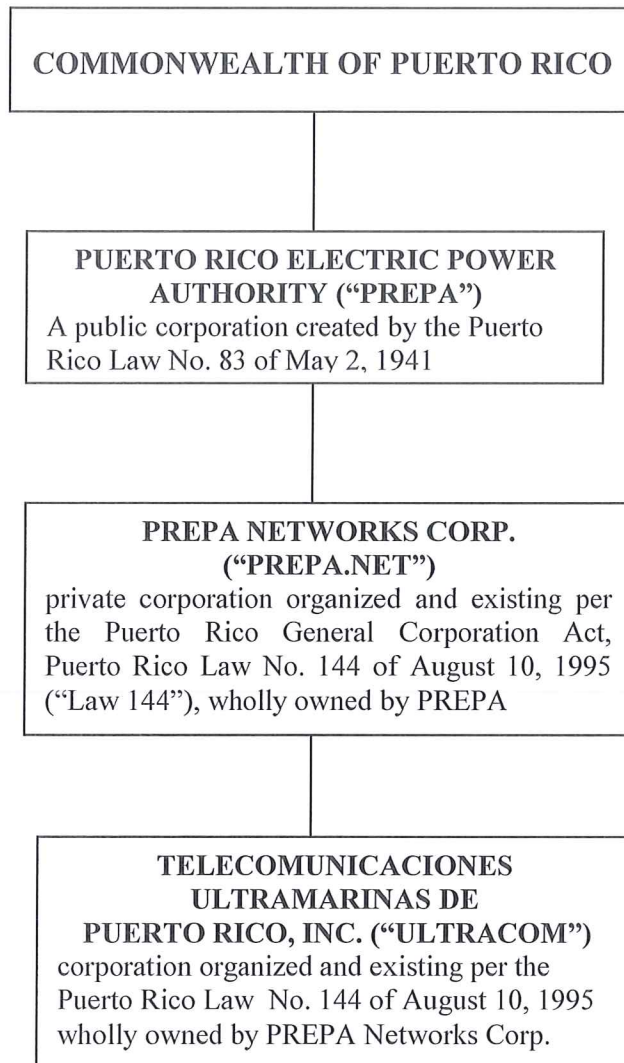 COMMONWEALTH OF PUERTO RICO
PUERTO RICO ELECTRIC POWER
AUTHORITY (“PREPA”)
A public corporation created by the Puerto
Rico Law No. 83 of May 2, 1941
PREPA NETWORKS CORP.
(“PREPA.NET”)
private corporation organized and existing per
the Puerto Rico General Corporation Act,
Puerto Rico Law No. 144 of August 10, 1995
(“Law 144”), wholly owned by PREPA
TELECOMUNICACIONES
ULTRAMARINAS DE
PUERTO RICO, INC. (“ULTRACOM”)
corporation organized and existing per the
Puerto Rico Law No. 144 of August 10, 1995
wholly owned by PREPA Networks Corp.